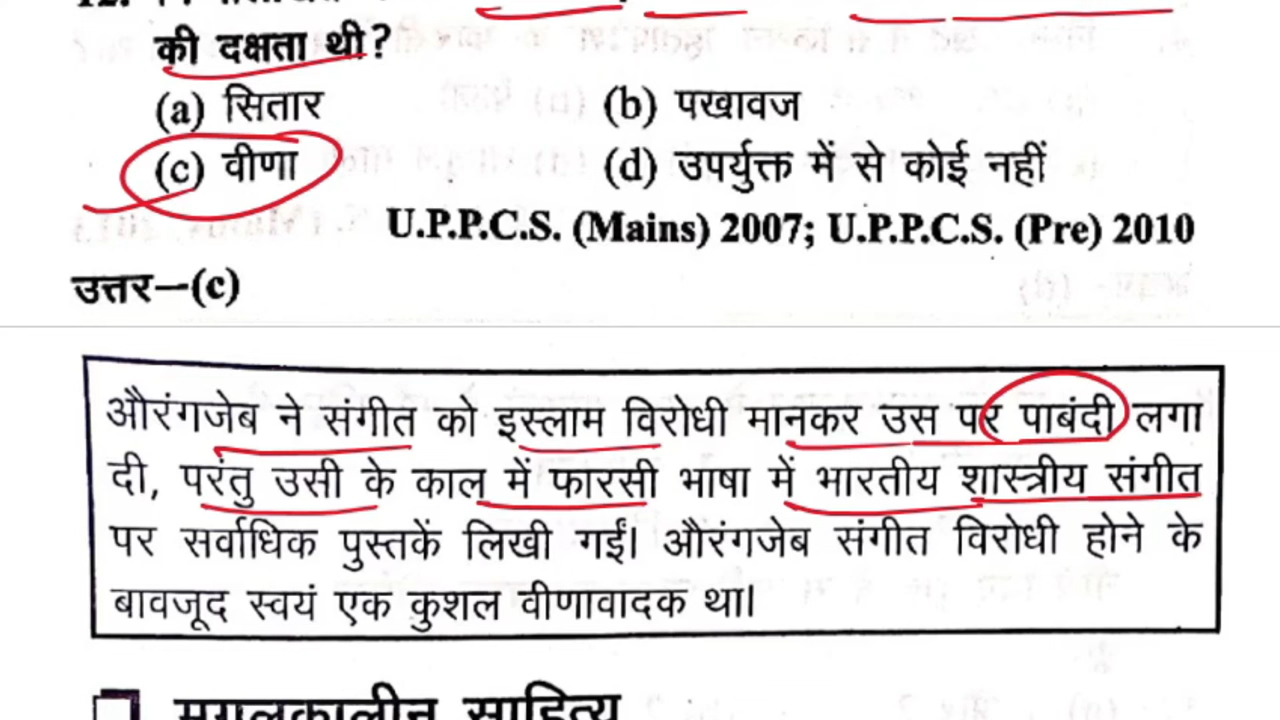 12.
की दक्षता थी?
(a) सितार (b) पखावज
(c) वीणा (d) उपर्युक्त में से कोई नहीं
U.P.P.C.S. (Mains) 2007; U.P.P.C.S. (Pre) 2010
उत्तर—(c)
औरंगजेब ने संगीत को इस्लाम विरोधी मानकर उस पर पाबंदी लगा
दी, परंतु उसी के काल में फारसी भाषा में भारतीय शास्त्रीय संगीत
पर सर्वाधिक पुस्तकें लिखी गईं। औरंगजेब संगीत विरोधी होने के
बावजूद स्वयं एक कुशल वीणावादक था।
मुगलकालीन साहित्य